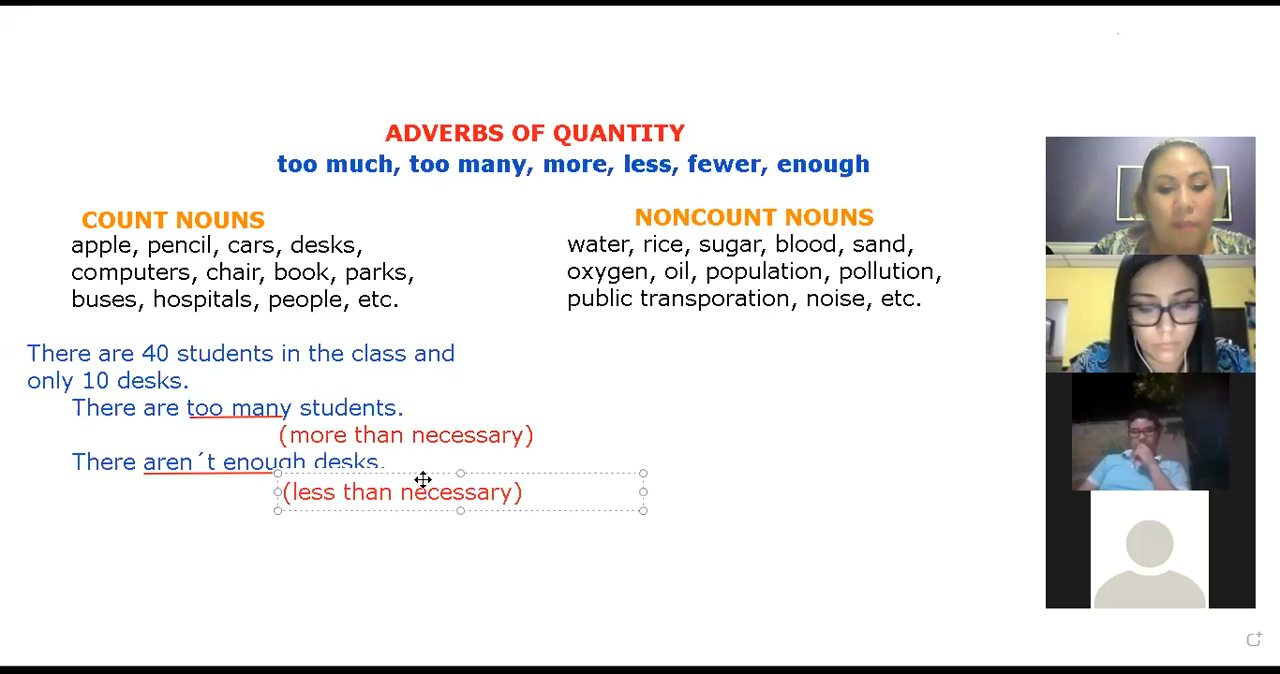 ADVERBS OF QUANTITY
too much, too many, more, less, fewer, enough
COUNT NOUNS
apple, pencil, cars, desks,
computers, chair, book, parks,
buses, hospitals, people, etc.
NONCOUNT NOUNS
water, rice, sugar, blood, sand,
oxygen, oil, population, pollution,
public transporation, noise, etc.
There are 40 students in the class and
only 10 desks.
There are too many students.
(more than necessary)
There aren´t enough desks.
(less than necessary)